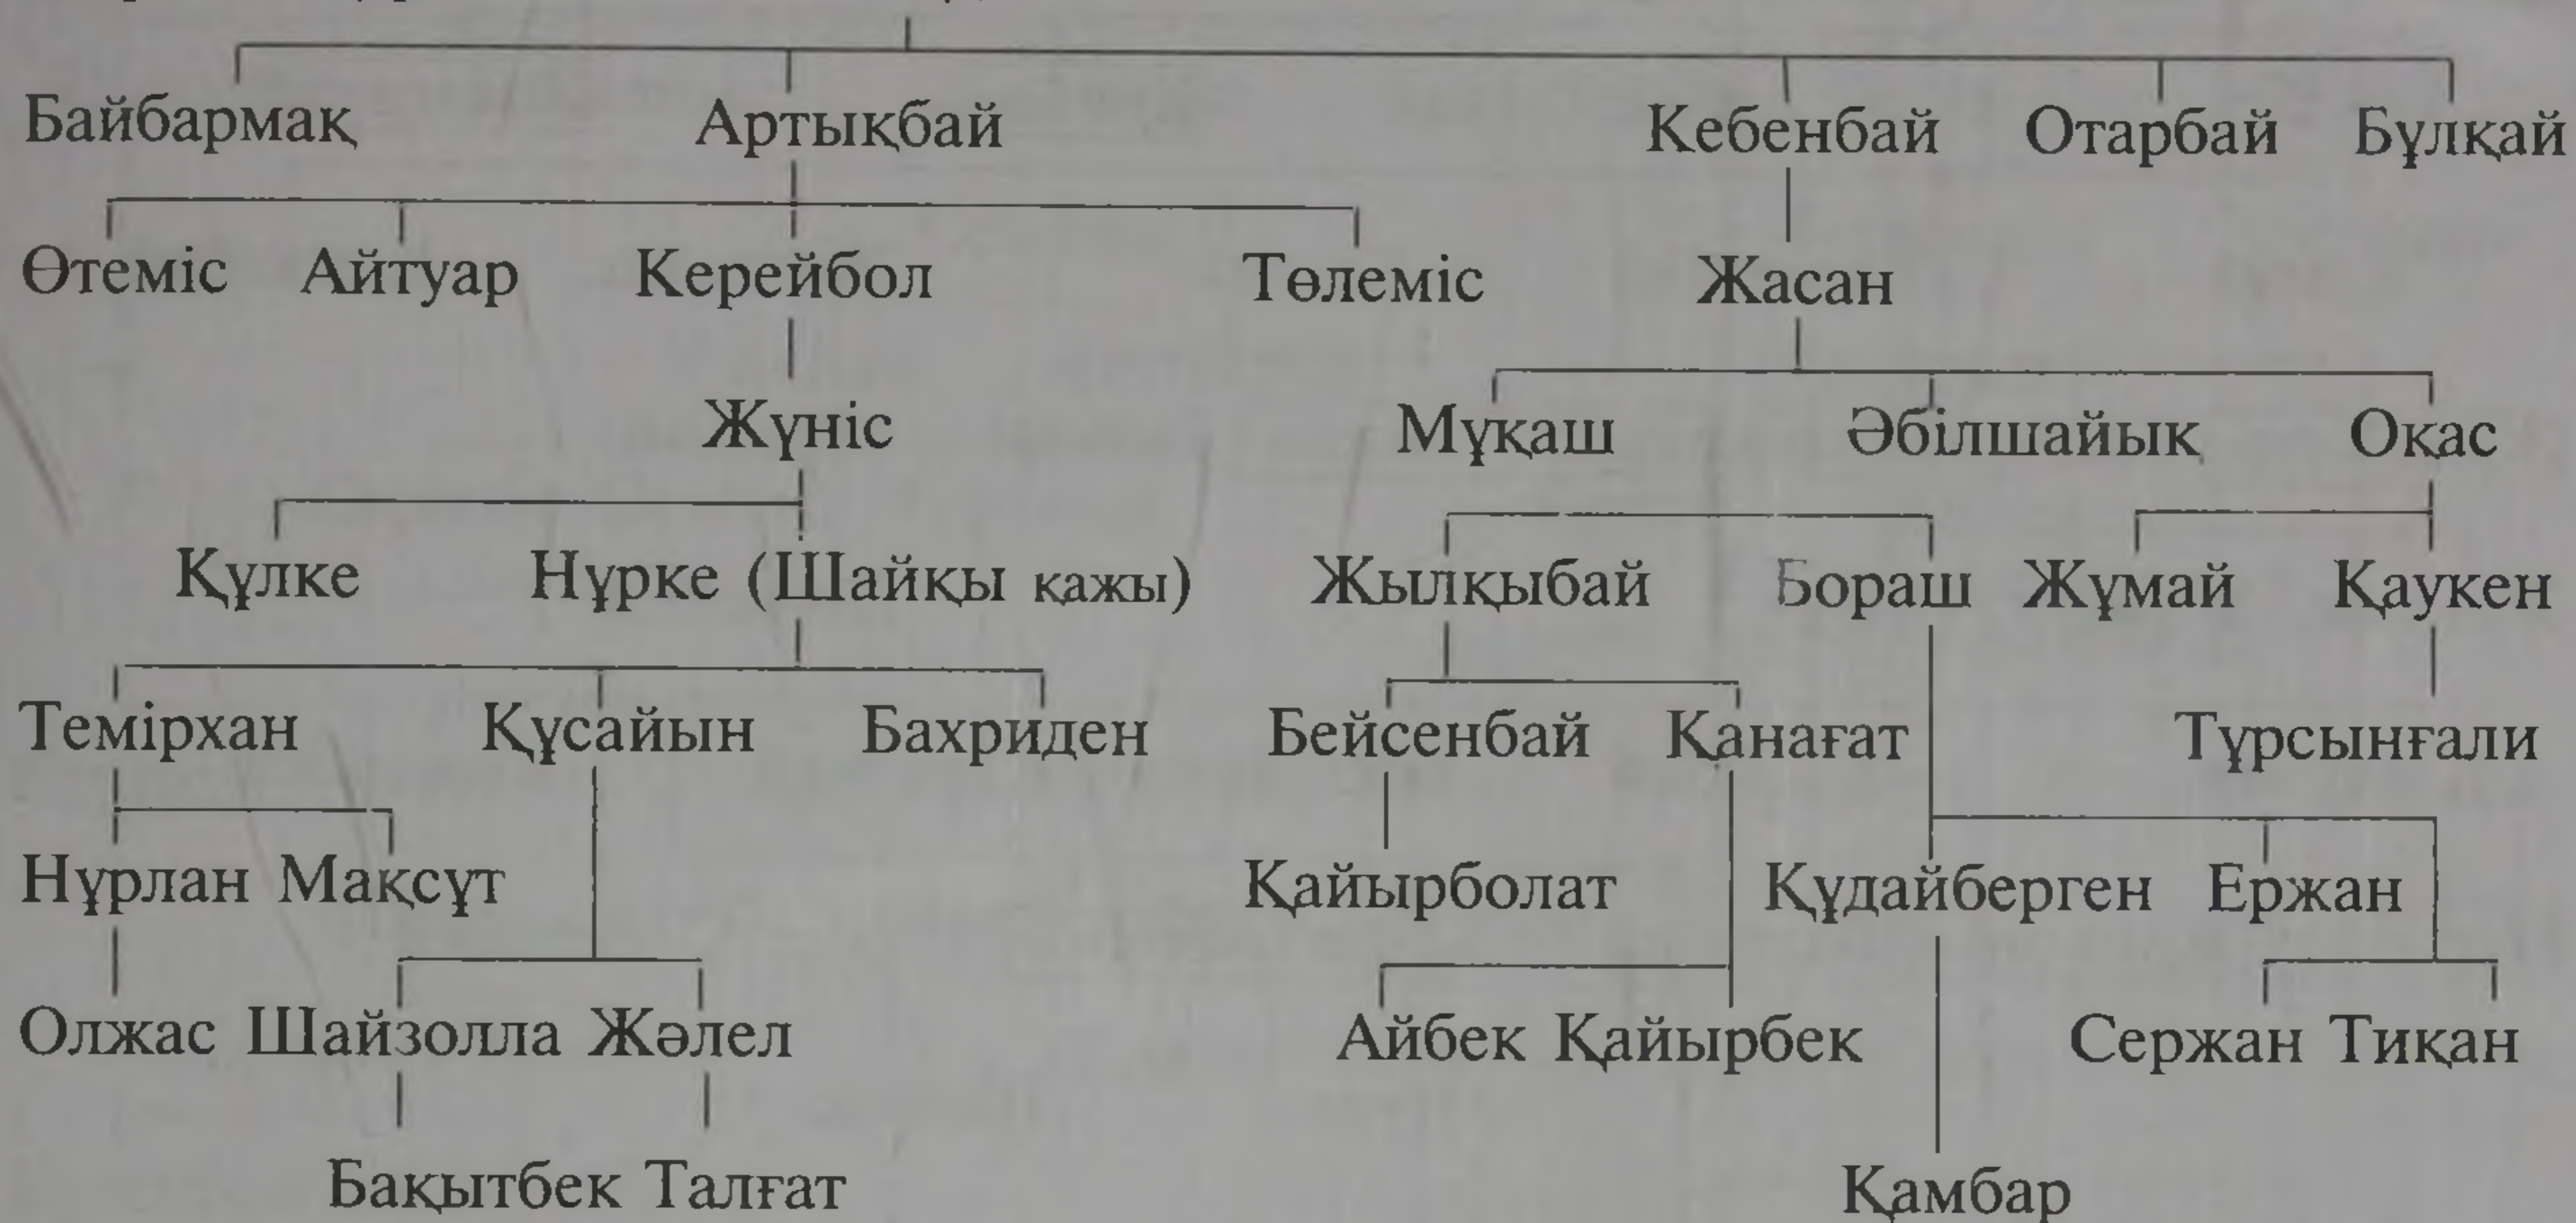 Байбармақ Артықбай Кебенбай Отарбай Бұлқай
Өтеміс Айтуар Керейбол Төлеміс Жасан
Жүніс Мұқаш Әбілшайық Оқас
Құлке Нұрке (Шайқы қажы) Жылқыбай Бораш Жұмай Қаукен
Темірхан Құсайын Бахриден Бейсенбай Қанағат Тұрсынғали
Нұрлан Мақсұт Қайырболат Құдайберген Ержан
Олжас Шайзолла Жәлел Айбек Қайырбек Сержан Тиқан
Бақытбек Талғат Қамбар